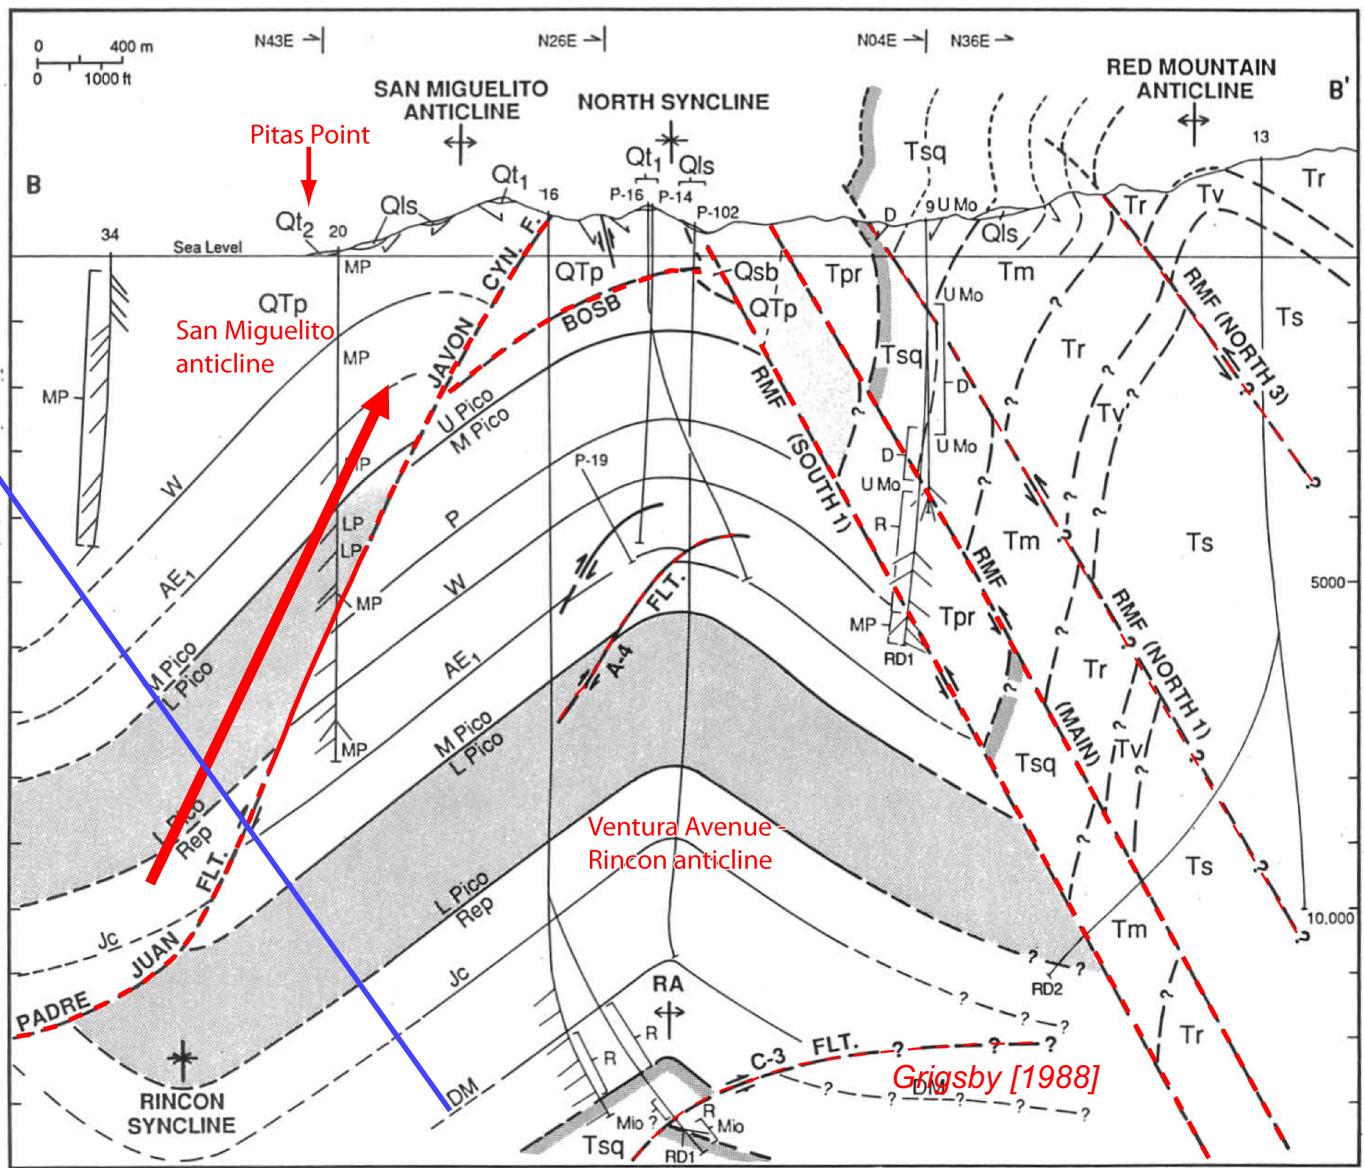 0 400 m
0 1000 ft
N43E
N26E
N04E
N36E
SAN MIGUELITO
ANTICLINE
NORTH SYNCLINE
RED MOUNTAIN
ANTICLINE
B'
Pitas Point
B
Qt1
Qt1
Qls
Tsq
13
Qt2
20
Qls
16
P-16
P-14
P-102
D
9
U Mo
Tr
Tv
Tr
34
Sea Level
MP
QTp
Qsb
QTp
Tpr
Qls
Tm
QTp
San Miguelito
anticline
MP
MP
JAVON CYN. F.
BOSB
U Pico
M Pico
RMF (SOUTH 1)
Tsq
U Mo
D
U Mo
Tr
Tv
?
?
?
?
RMF (NORTH 3)
?
?
Ts
W
AE1
MP
LP
LP
MP
P
W
AE1
P-19
A-4 FLT.
D
U Mo
R
MP
RD1
Tpr
RMF (MAIN)
Tm
?
?
Ts
5000
M Pico
L Pico
MP
M Pico
L Pico
?
Tsq
Tr
Tv
?
?
?
RMF (NORTH 1)
?
L Pico
Rep
Ventura Avenue -
Rincon anticline
Ts
?
L Pico
Rep
Jc
Jc
PADRE JUAN FLT.
?
?
RD2
Tm
10,000
?
RA
R
?
?
?
Tr
C-3 FLT.
?
?
?
Grigsby [1988]
RINCON
SYNCLINE
DM
R
Mio ?
Mio
Tsq
RD1
?
?
DM
?
?
?